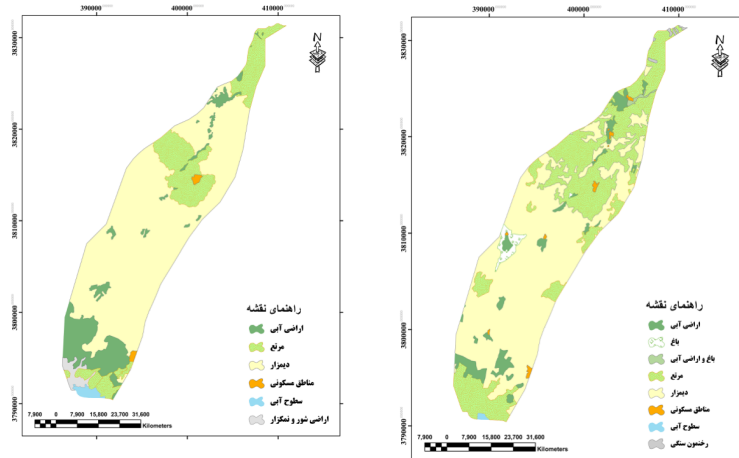 390000 400000 410000
3830000
3820000
3810000
3800000
3790000
N
راهنمای نقشه
اراضی آبی
مرتع
دیمزار
مناطق مسکونی
سطوح آبی
اراضی شور و نمکزار
7,900 0 7,900 15,800 23,700 31,600
Kilometers
390000 400000 410000
3830000
3820000
3810000
3800000
3790000
N
راهنمای نقشه
اراضی آبی
باغ
باغ و اراضی آبی
مرتع
دیمزار
مناطق مسکونی
سطوح آبی
رخنمون سنگی
7,900 0 7,900 15,800 23,700 31,600
Kilometers